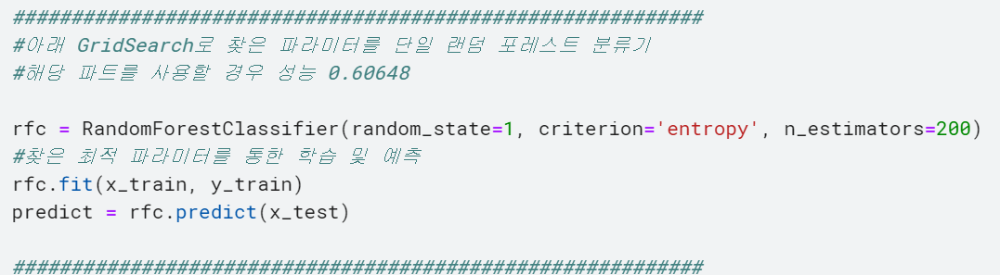 ###########################################################
#아래 GridSearch로 찾은 파라미터를 단일 랜덤 포레스트 분류기
#해당 파트를 사용할 경우 성능 0.60648
rfc = RandomForestClassifier(random_state=1, criterion='entropy', n_estimators=200)
#찾은 최적 파라미터를 통한 학습 및 예측
rfc.fit(x_train, y_train)
predict = rfc.predict(x_test)
###########################################################